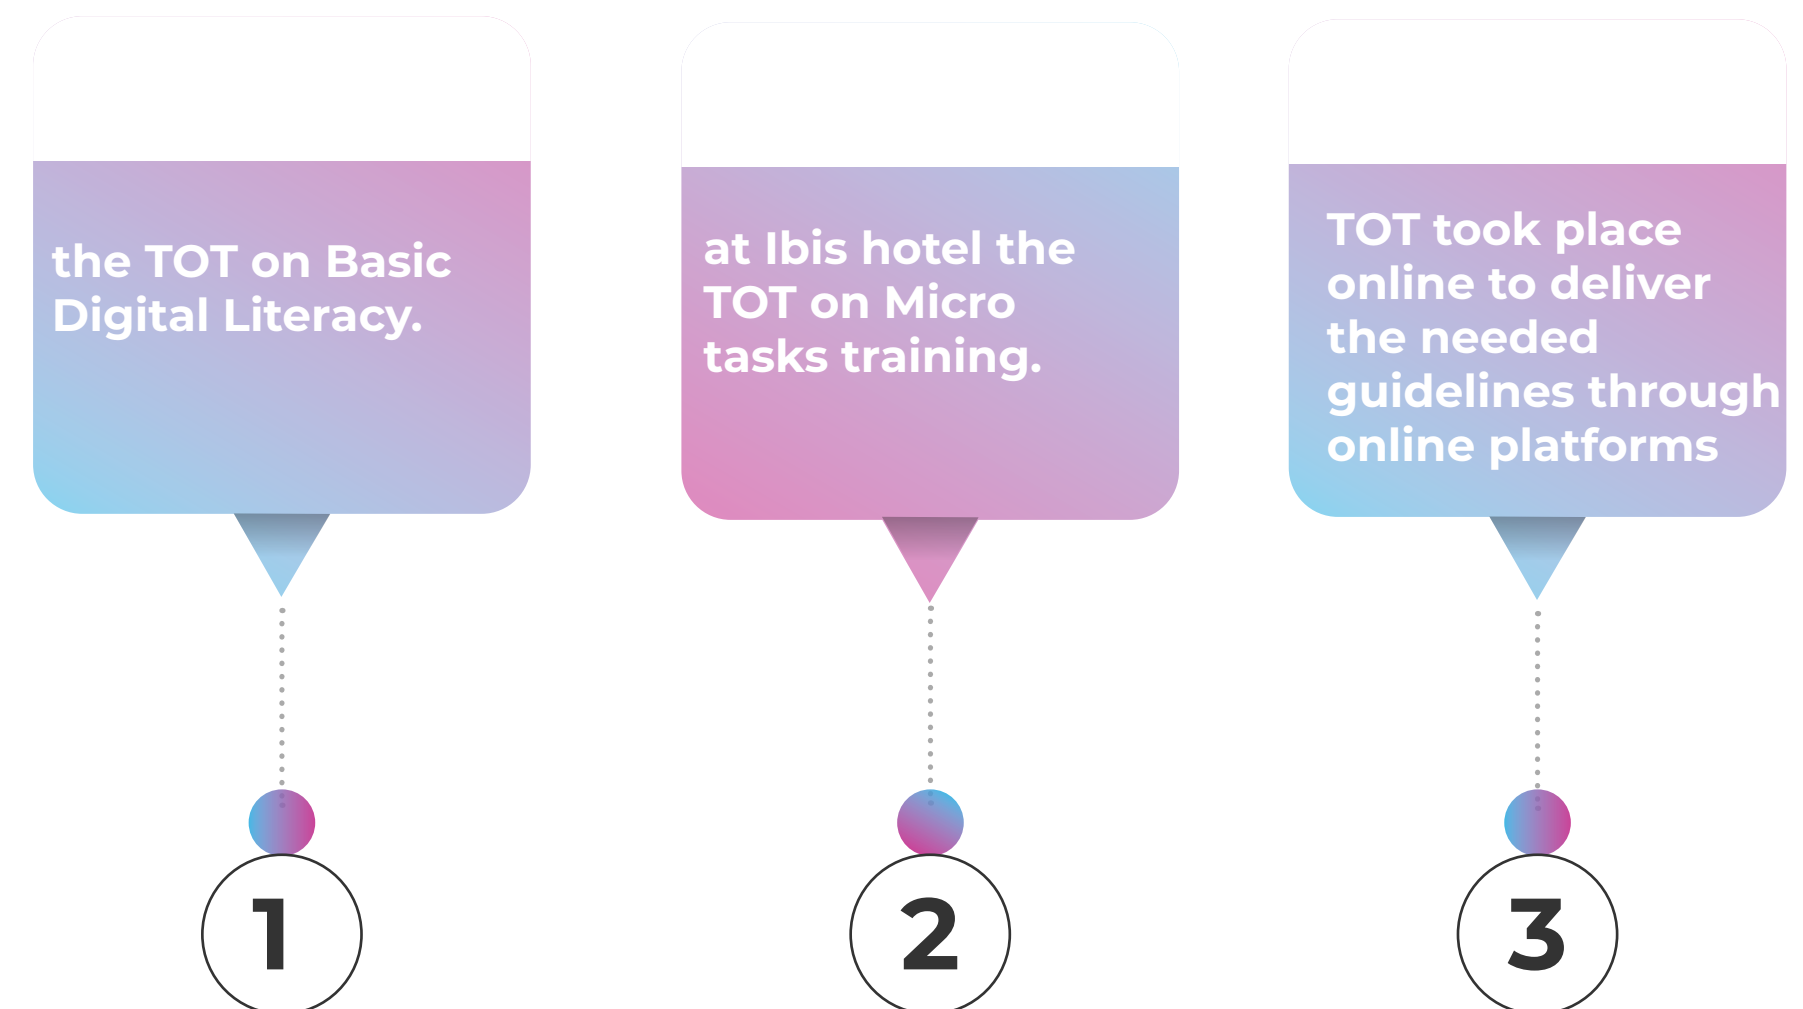 the TOT on Basic
Digital Literacy.
at Ibis hotel the
TOT on Micro
tasks training.
TOT took place
online to deliver
the needed
guidelines through
online platforms
1
2
3